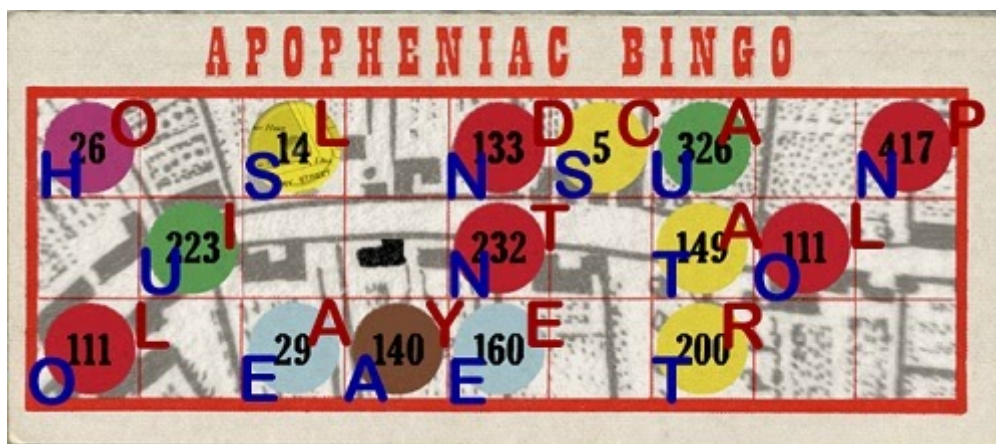 APOPHENIAC BINGO
26 O H 14 L S 133 D N 5 C S 326 A U 417 P N
223 I U 232 T N 149 A T 111 L O
111 L O 29 A E 140 Y A 160 E E 200 R T